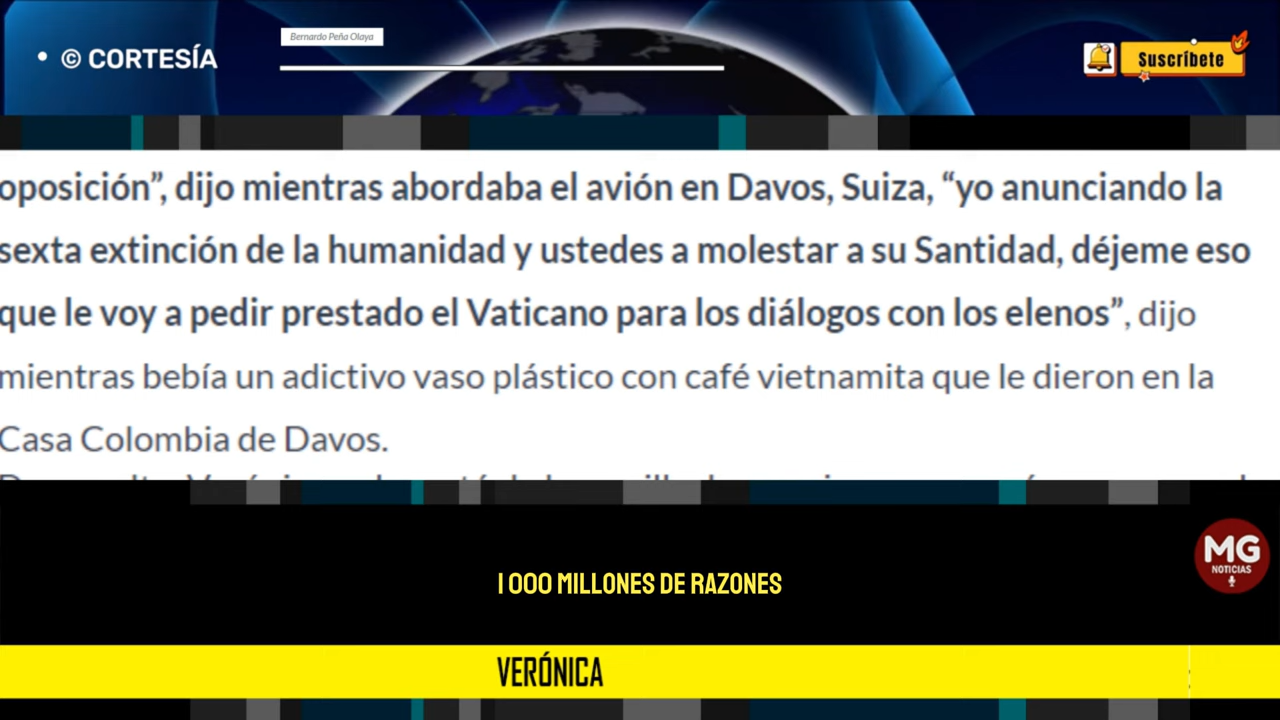 • © CORTESÍA
Bernardo Peña Olaya
Suscríbete
oposición”, dijo mientras abordaba el avión en Davos, Suiza, “yo anunciando la
sexta extinción de la humanidad y ustedes a molestar a su Santidad, déjeme eso
que le voy a pedir prestado el Vaticano para los diálogos con los elenos”, dijo
mientras bebía un adictivo vaso plástico con café vietnamita que le dieron en la
Casa Colombia de Davos.
MG
NOTICIAS
1 000 MILLONES DE RAZONES
VERÓNICA